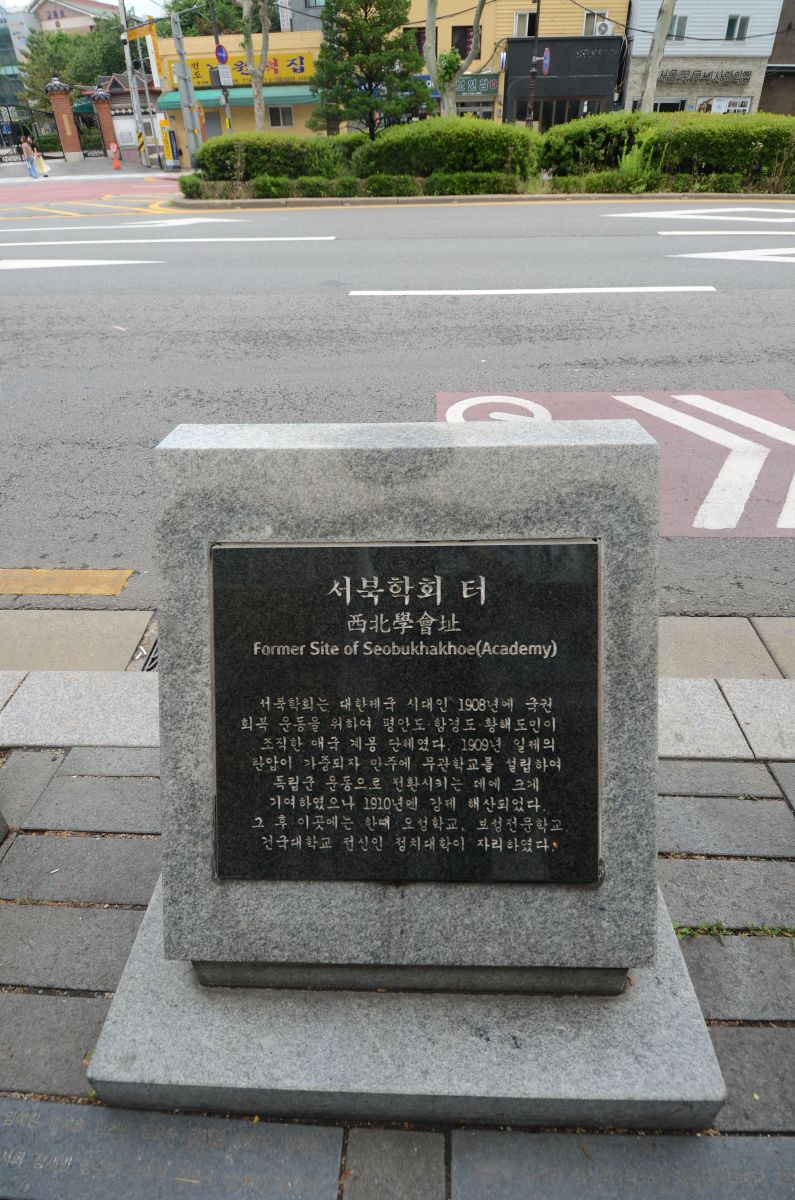 서북학회 터
西北學會址
Former Site of Seobukhakhoe(Academy)
서북학회는 대한제국 시대인 1908년에 국권
회복 운동을 위하여 평안도·함경도·황해도민이
조직한 애국 계몽 단체였다. 1909년 일제의
탄압이 가중되자 만주에 무관학교를 설립하여
독립군 운동으로 전환시키는 데에 크게
기여하였으나 1910년엔 강제 해산되었다.
그 후 이곳에는 한때 오성학교, 보성전문학교
건국대학교 전신인 정치대학이 자리하였다.